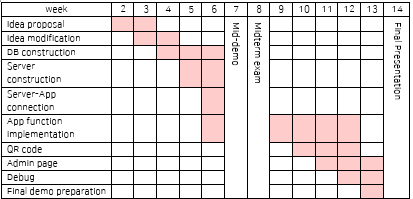 week 2 3 4 5 6 7 8 9 10 11 12 13 14
Idea proposal
Idea modification
DB construction
Server
construction
Server-App
connection
App function
implementation
QR code
Admin page
Debug
Final demo preparation
Mid-demo
Midterm exam
Final Presentation